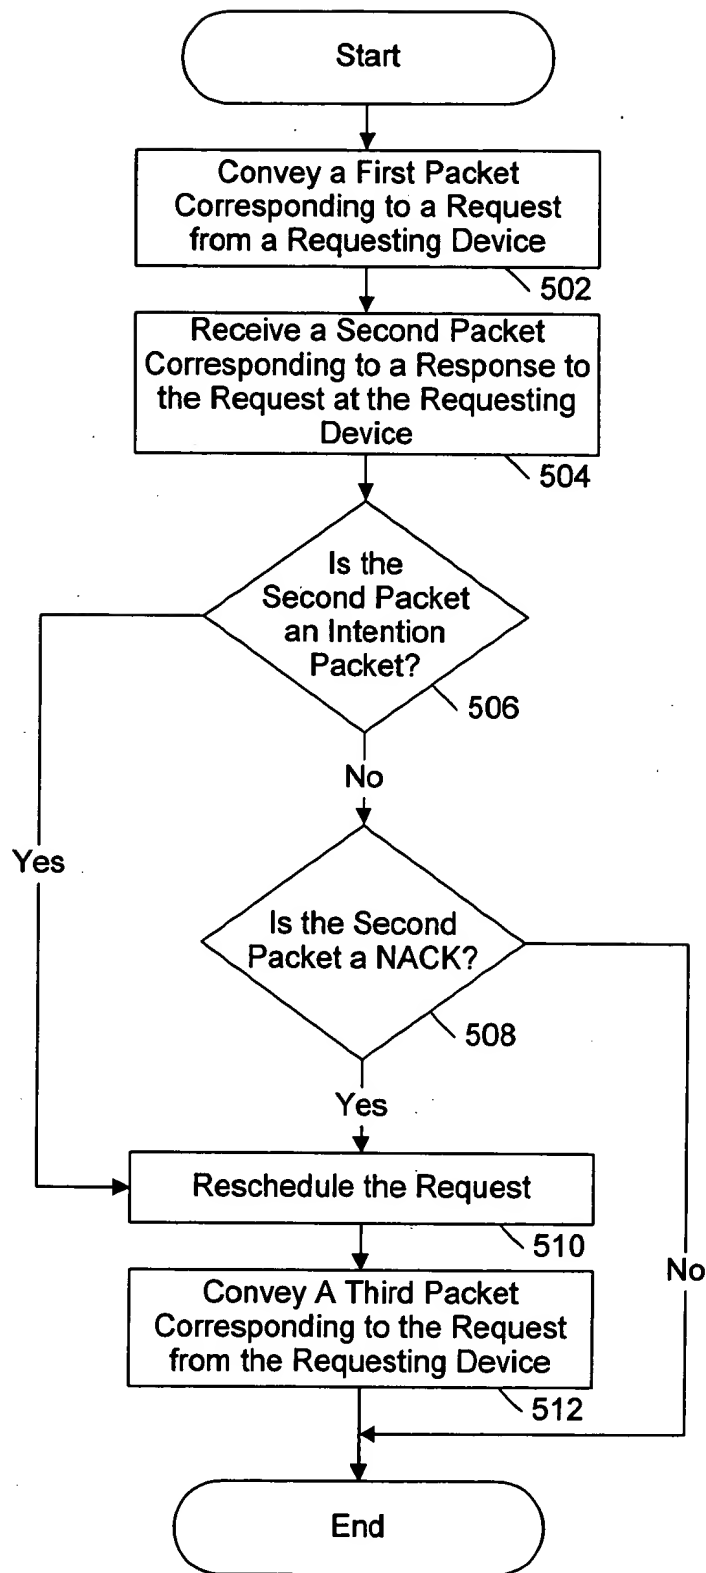 Start
Convey a First Packet
Corresponding to a Request
from a Requesting Device
502
Receive a Second Packet
Corresponding to a Response to
the Request at the Requesting
Device
504
Is the
Second Packet
an Intention
Packet?
506
No
Yes
Is the Second
Packet a NACK?
508
Yes
Reschedule the Request
510
No
Convey A Third Packet
Corresponding to the Request
from the Requesting Device
512
End